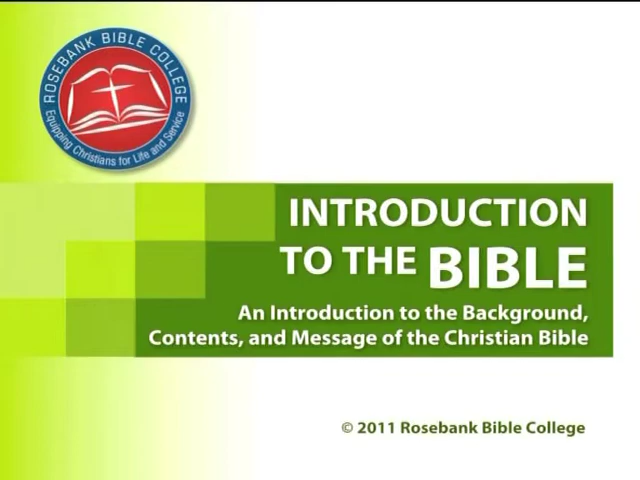 ROSEBANK BIBLE COLLEGE
Equipping Christians for Life and Service
INTRODUCTION
TO THE BIBLE
An Introduction to the Background,
Contents, and Message of the Christian Bible
© 2011 Rosebank Bible College